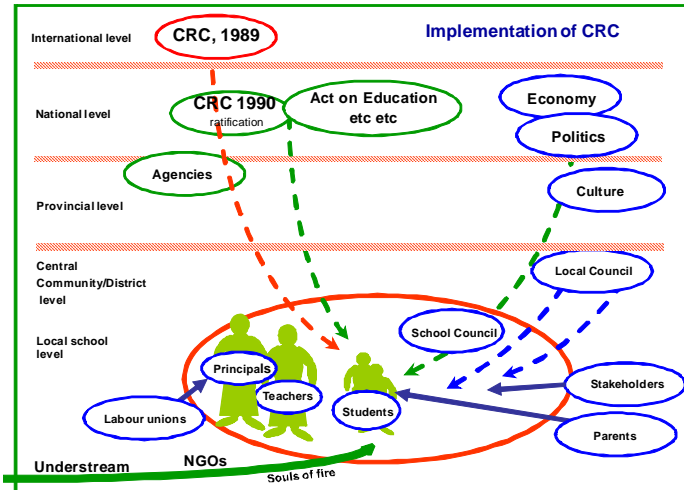 International level
CRC, 1989
Implementation of CRC
National level
CRC 1990
ratification
Act on Education
etc etc
Economy
Politics
Agencies
Provincial level
Culture
Central
Community/District
level
Local Council
Local school
level
School Council
Principals
Teachers
Students
Stakeholders
Labour unions
Parents
Understream
NGOs
Souls of fire